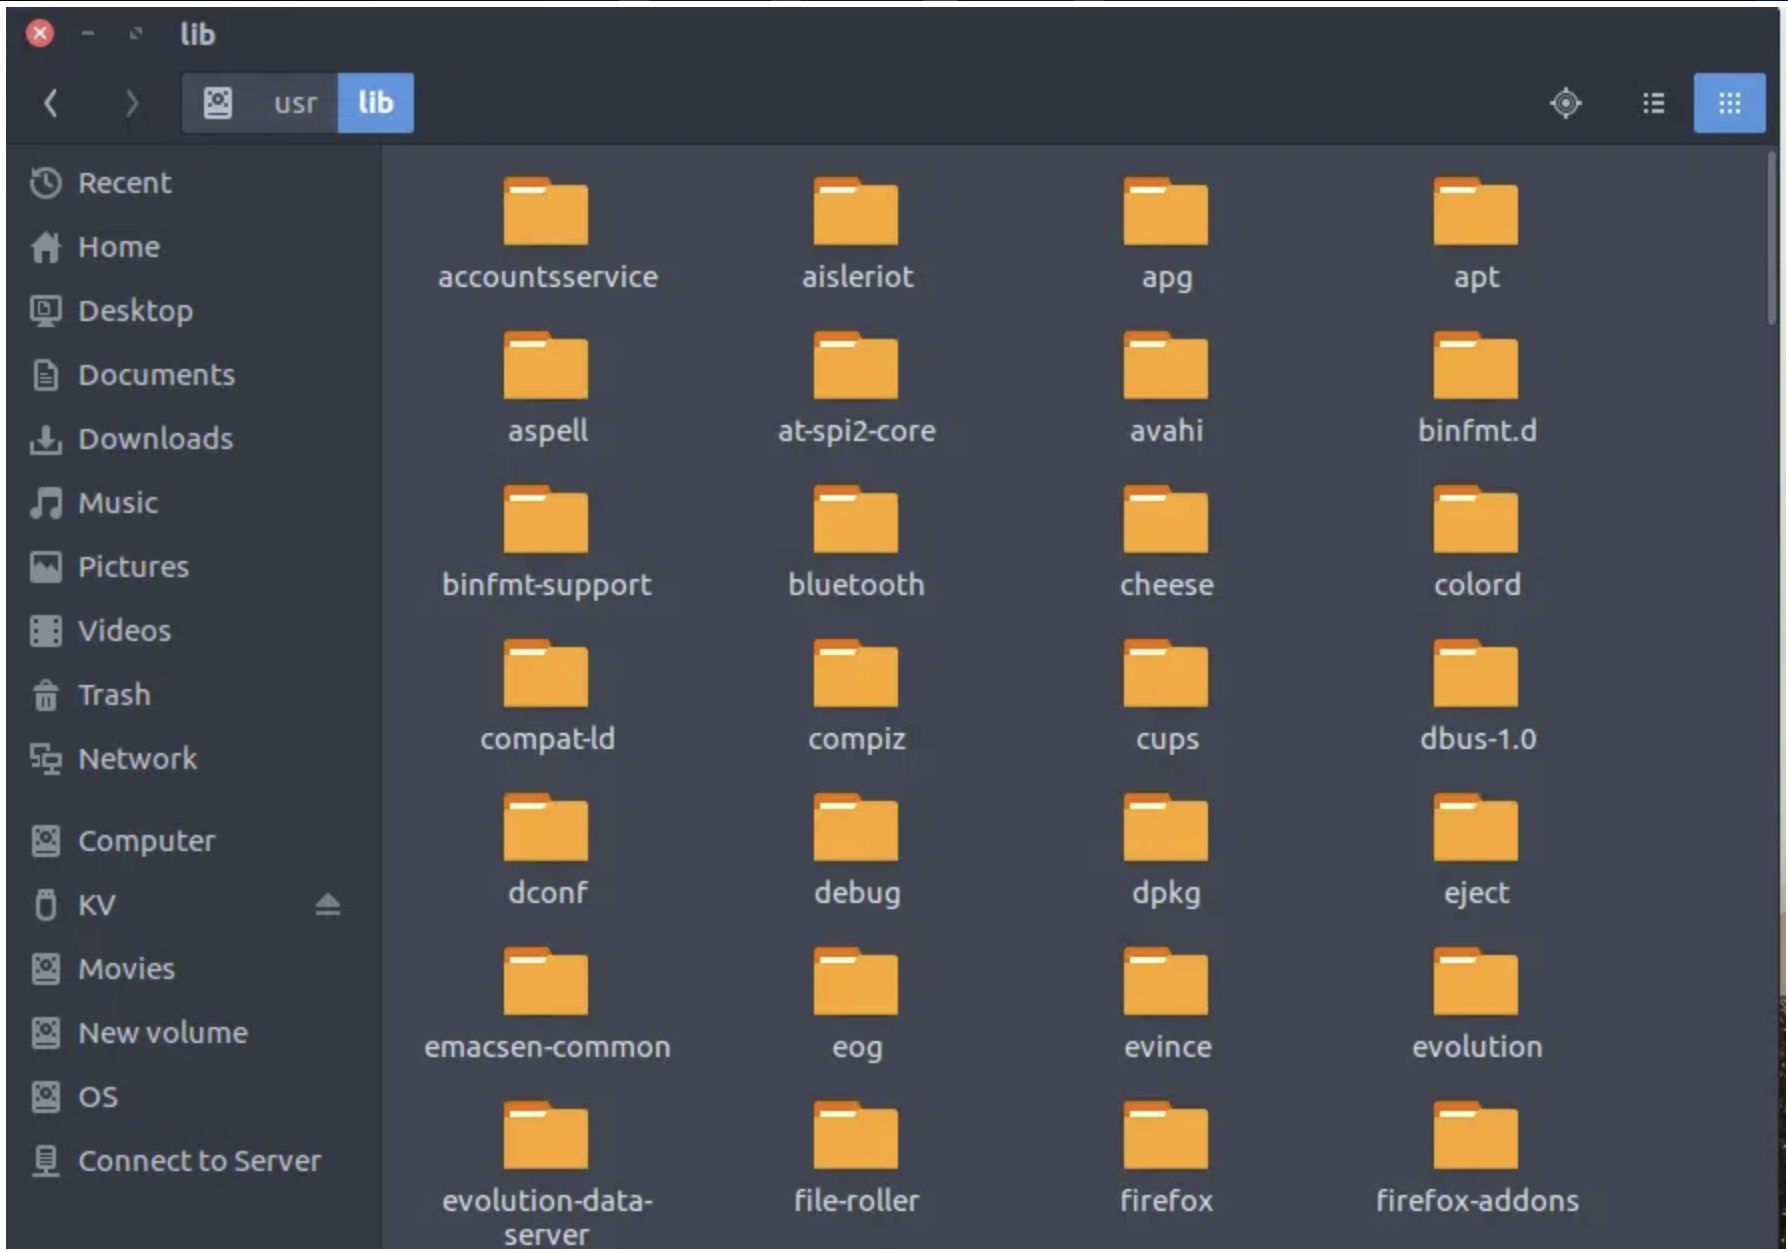 lib
usr lib
Recent
Home
Desktop
Documents
Downloads
Music
Pictures
Videos
Trash
Network
Computer
KV
Movies
New volume
OS
Connect to Server
accountsservice aisleriot apg apt
aspell at-spi2-core avahi binfmt.d
binfmt-support bluetooth cheese colord
compat-ld compiz cups dbus-1.0
dconf debug dpkg eject
emacsen-common eog evince evolution
evolution-data- file-roller firefox firefox-addons
server